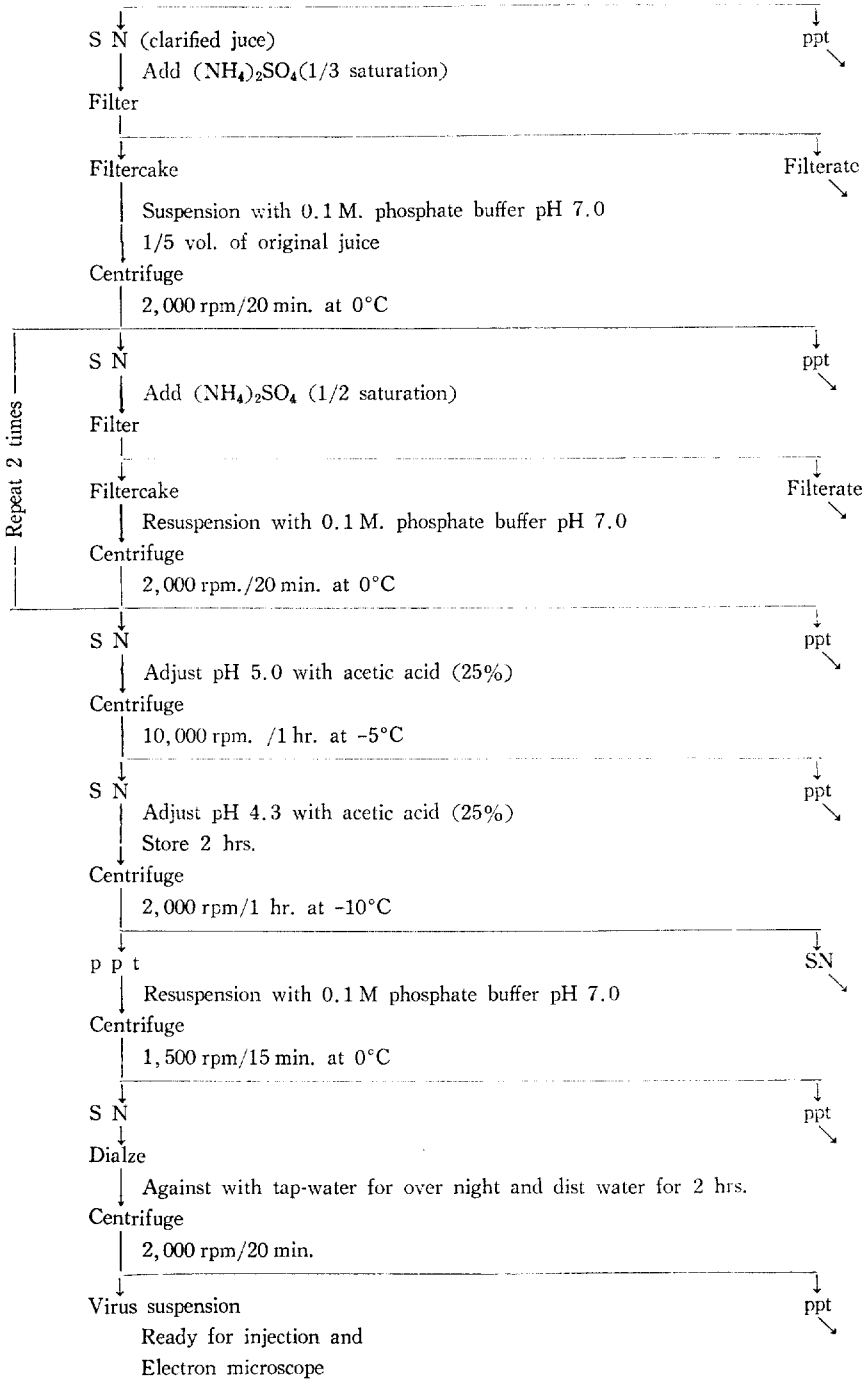 S N (clarified juce) ppt
Add (NH₄)₂SO₄(1/3 saturation)
Filter
Filtercake Filterate
Suspension with 0.1 M. phosphate buffer pH 7.0
1/5 vol. of original juice
Centrifuge
2,000 rpm/20 min. at 0°C
S N ppt
Add (NH₄)₂SO₄ (1/2 saturation)
Filter
Repeat 2 times
Filtercake Filterate
Resuspension with 0.1 M. phosphate buffer pH 7.0
Centrifuge
2,000 rpm./20 min. at 0°C
S N ppt
Adjust pH 5.0 with acetic acid (25%)
Centrifuge
10,000 rpm. /1 hr. at -5°C
S N ppt
Adjust pH 4.3 with acetic acid (25%)
Store 2 hrs.
Centrifuge
2,000 rpm/1 hr. at -10°C
p p t SN
Resuspension with 0.1 M phosphate buffer pH 7.0
Centrifuge
1,500 rpm/15 min. at 0°C
S N ppt
Dialze
Against with tap-water for over night and dist water for 2 hrs.
Centrifuge
2,000 rpm/20 min.
Virus suspension ppt
Ready for injection and
Electron microscope